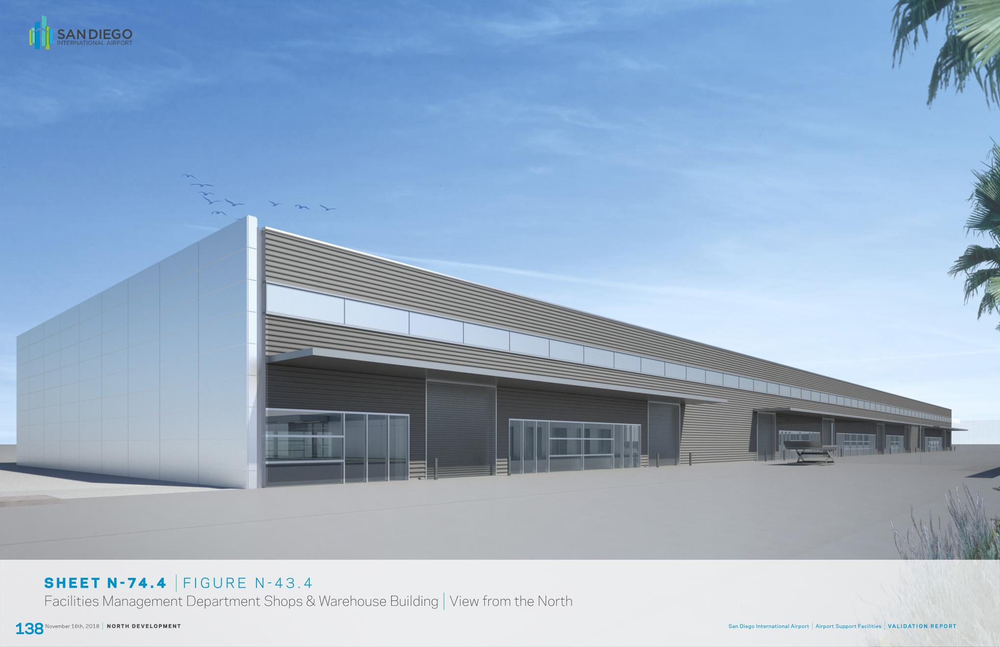 SAN DIEGO
INTERNATIONAL AIRPORT
SHEET N-74.4 | FIGURE N-43.4
Facilities Management Department Shops & Warehouse Building | View from the North
138 November 16th, 2018 | NORTH DEVELOPMENT
San Diego International Airport | Airport Support Facilities | VALIDATION REPORT